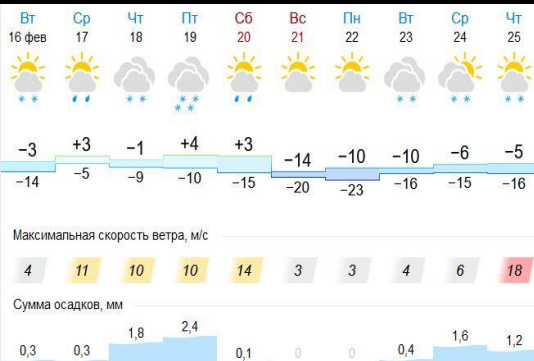 Вт Ср Чт Пт Сб Вс Пн Вт Ср Чт
16 фев 17 18 19 20 21 22 23 24 25
−3 +3 −1 +4 +3 −14 −10 −10 −6 −5
−14 −5 −9 −10 −15 −20 −23 −16 −15 −16
Максимальная скорость ветра, м/с
4 11 10 10 14 3 3 4 6 18
Сумма осадков, мм
0,3 0,3 1,8 2,4 0,1 0 0 0,4 1,6 1,2